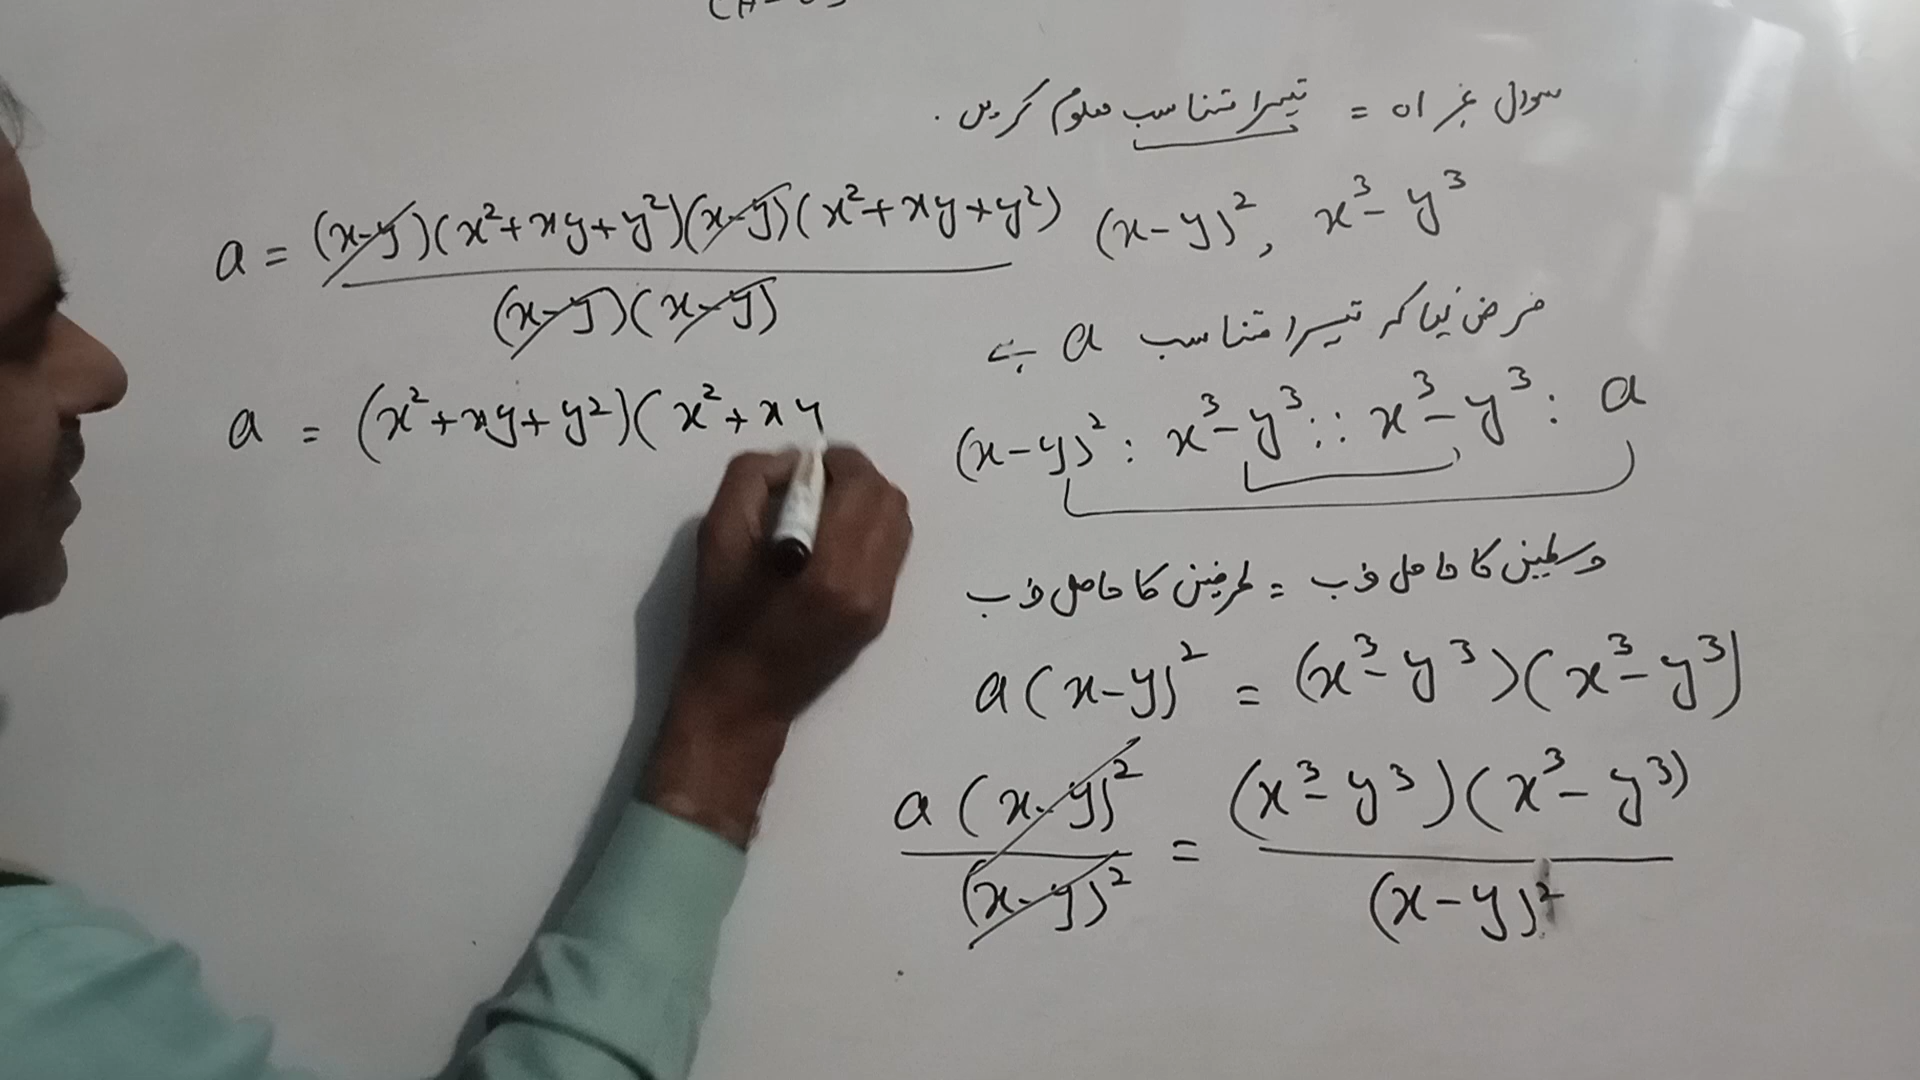 سوال نمبر 01 = تیسرا متناسب معلوم کریں.
(x-y)², x³-y³
فرض کیا کہ تیسرا متناسب a ہے
(x-y)² : x³-y³ :: x³-y³ : a
وسطین کا حاصل ضرب = طرفین کا حاصل ضرب
a(x-y)² = (x³-y³)(x³-y³)
a(x-y)²/(x-y)² = (x³-y³)(x³-y³)/(x-y)²
a = (x-y)(x²+xy+y²)(x-y)(x²+xy+y²)/(x-y)(x-y)
a = (x²+xy+y²)(x²+xy